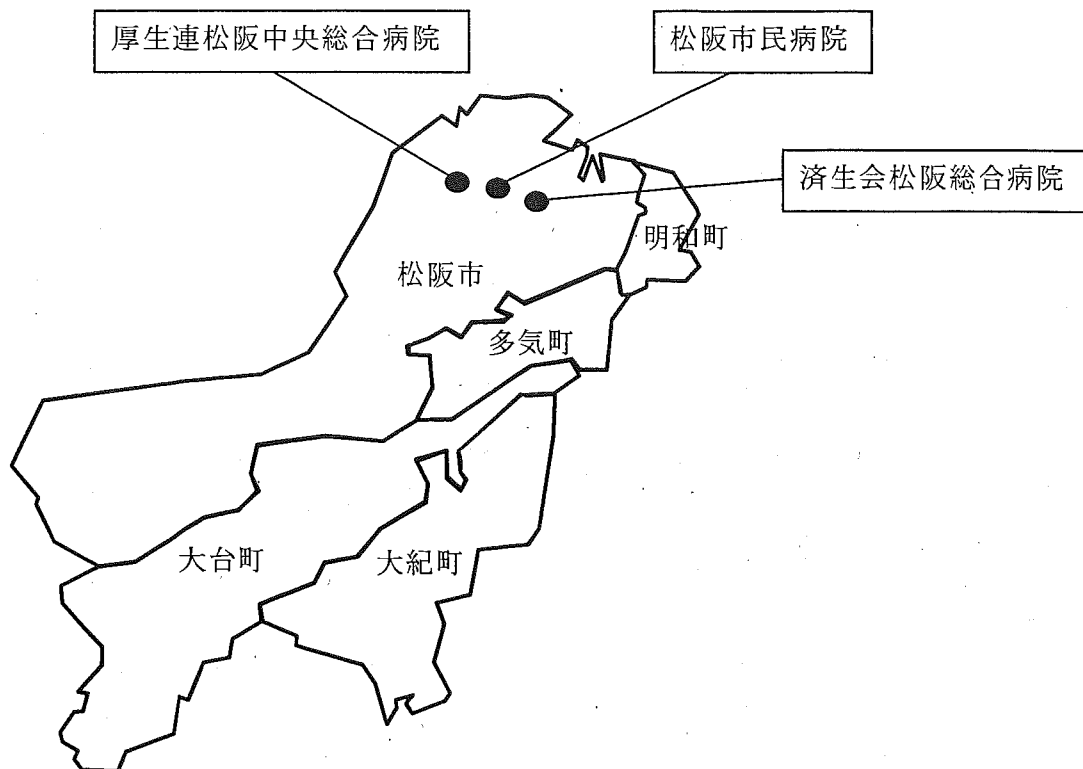 厚生連松阪中央総合病院
松阪市民病院
済生会松阪総合病院
明和町
松阪市
多気町
大台町
大紀町